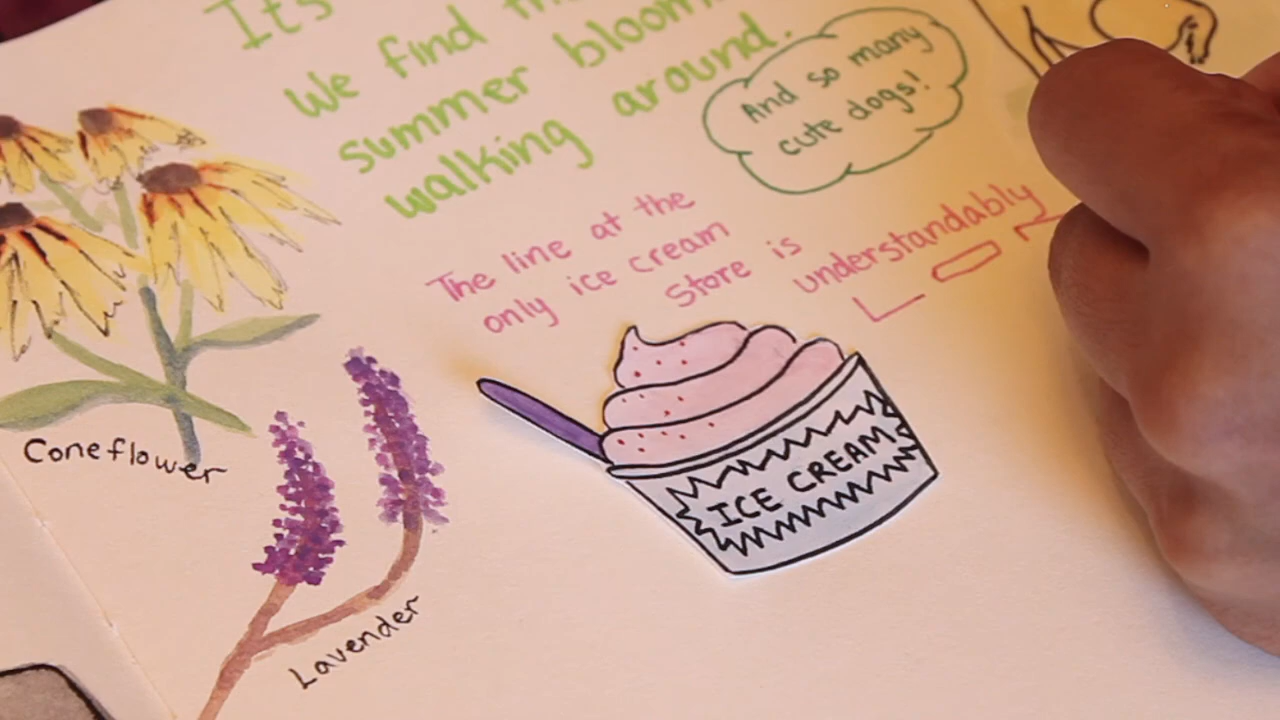 It's
We find
summer
walking around.
And so many
cute dogs!
The line at the
only ice cream
store is
understandably
ICE CREAM
Coneflower
Lavender